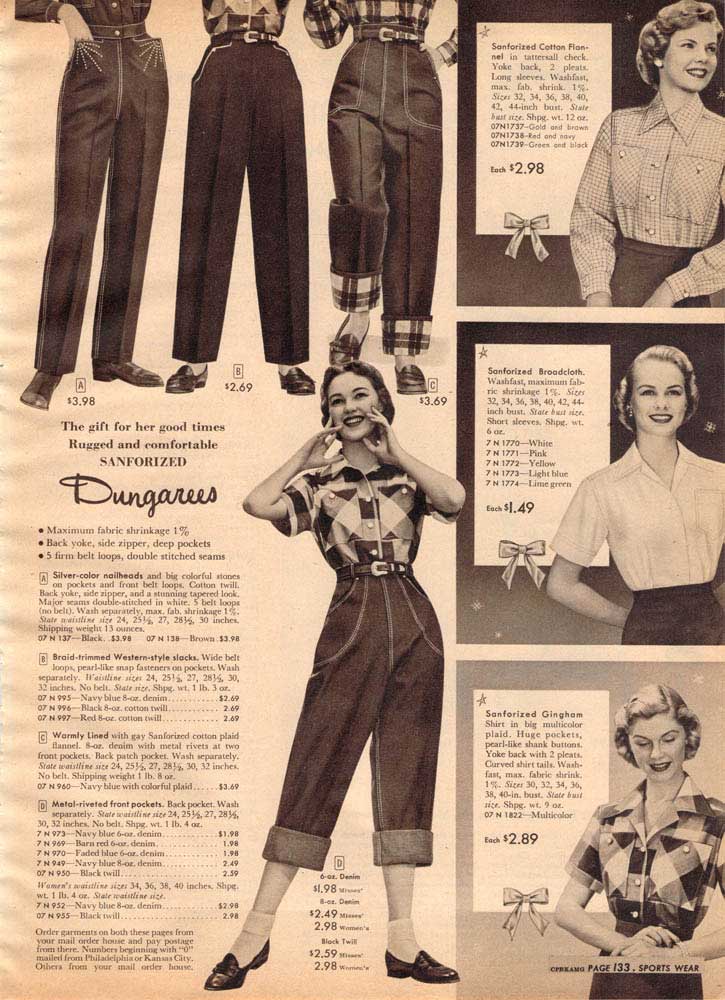 A
$3.98
B
$2.69
C
$3.69
The gift for her good times
Rugged and comfortable
SANFORIZED
Dungarees
• Maximum fabric shrinkage 1%
• Back yoke, side zipper, deep pockets
• 5 firm belt loops, double stitched seams
A Silver-color nailheads and big colorful stones
on pockets and front belt loops. Cotton twill.
Back yoke, side zipper, and a stunning tapered look.
Major seams double-stitched in white. 5 belt loops
(no belt). Wash separately, max. fab. shrinkage 1%.
State waistline size 24, 25½, 27, 28½, 30 inches.
Shipping weight 13 ounces.
07 N 137—Black. .$3.98 07 N 138—Brown .$3.98
B Braid-trimmed Western-style slacks. Wide belt
loops, pearl-like snap fasteners on pockets. Wash
separately. Waistline sizes 24, 25½, 27, 28½, 30,
32 inches. No belt. State size. Shpg. wt. 1 lb. 3 oz.
07 N 995—Navy blue 8-oz. denim............$2.69
07 N 996—Black 8-oz. cotton twill........... 2.69
07 N 997—Red 8-oz. cotton twill............ 2.69
C Warmly Lined with gay Sanforized cotton plaid
flannel. 8-oz. denim with metal rivets at two
front pockets. Back patch pocket. Wash separately.
State waistline size 24, 25½, 27, 28½, 30, 32 inches.
No belt. Shipping weight 1 lb. 8 oz.
07 N 960—Navy blue with colorful plaid......$3.69
D Metal-riveted front pockets. Back pocket. Wash
separately. State waistline size 24, 25½, 27, 28½,
30, 32 inches. No belt. Shpg. wt. 1 lb. 4 oz.
7 N 973—Navy blue 6-oz. denim...........$1.98
7 N 969—Barn red 6-oz. denim............ 1.98
7 N 970—Faded blue 6-oz. denim.......... 1.98
7 N 949—Navy blue 8-oz. denim........... 2.49
07 N 950—Black twill.................... 2.59
Women's waistline sizes 34, 36, 38, 40 inches. Shpg.
wt. 1 lb. 4 oz. State waistline size.
7 N 952—Navy blue 8-oz. denim...........$2.98
07 N 955—Black twill.................... 2.98
Order garments on both these pages from
your mail order house and pay postage
from there. Numbers beginning with "0"
mailed from Philadelphia or Kansas City.
Others from your mail order house.
D
6-oz. Denim
$1.98 Misses'
8-oz. Denim
$2.49 Misses'
2.98 Women's
Black Twill
$2.59 Misses'
2.98 Women's
Sanforized Cotton Flan-
nel in tattersall check.
Yoke back, 2 pleats.
Long sleeves. Washfast,
max. fab. shrink. 1%.
Sizes 32, 34, 36, 38, 40,
42, 44-inch bust. State
bust size. Shpg. wt. 12 oz.
07N1737—Gold and brown
07N1738—Red and navy
07N1739—Green and black
Each $2.98
Sanforized Broadcloth.
Washfast, maximum fab-
ric shrinkage 1%. Sizes
32, 34, 36, 38, 40, 42, 44-
inch bust. State bust size.
Short sleeves. Shpg. wt.
6 oz.
7 N 1770—White
7 N 1771—Pink
7 N 1772—Yellow
7 N 1773—Light blue
7 N 1774—Lime green
Each $1.49
Sanforized Gingham
Shirt in big multicolor
plaid. Huge pockets,
pearl-like shank buttons.
Yoke back with 2 pleats.
Curved shirt tails. Wash-
fast, max. fabric shrink.
1%. Sizes 30, 32, 34, 36,
38, 40-in. bust. State bust
size. Shpg. wt. 9 oz.
07 N 1822—Multicolor
Each $2.89
CPBKAMG PAGE 133 . SPORTS WEAR